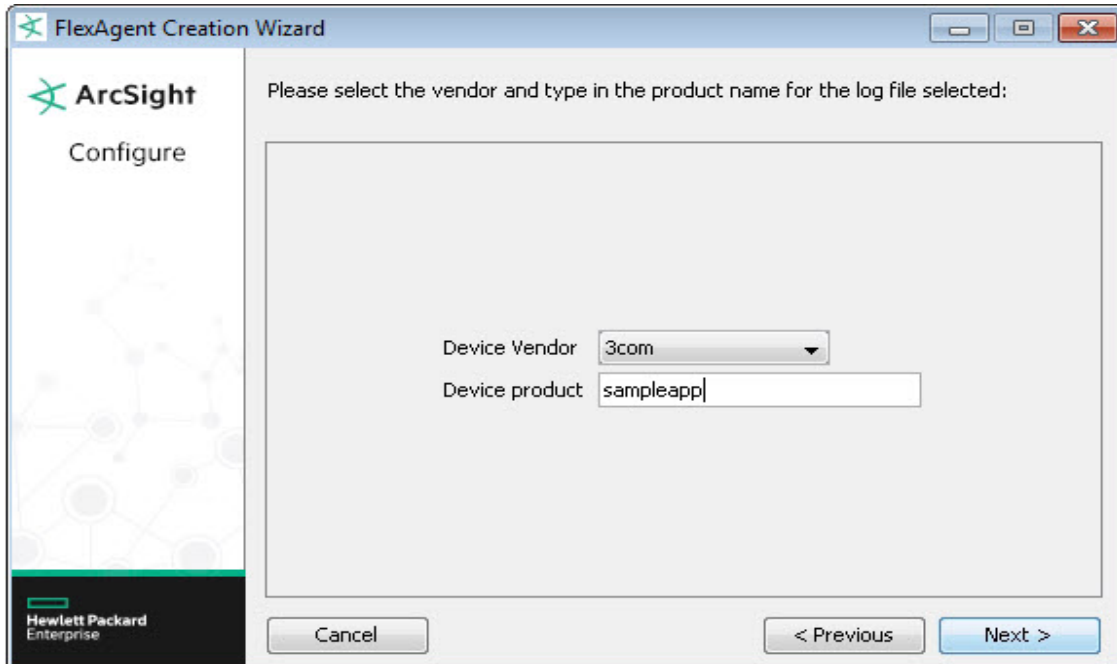 FlexAgent Creation Wizard
ArcSight
Configure
Please select the vendor and type in the product name for the log file selected:
Device Vendor 3com
Device product sampleapp
Hewlett Packard
Enterprise
Cancel < Previous Next >